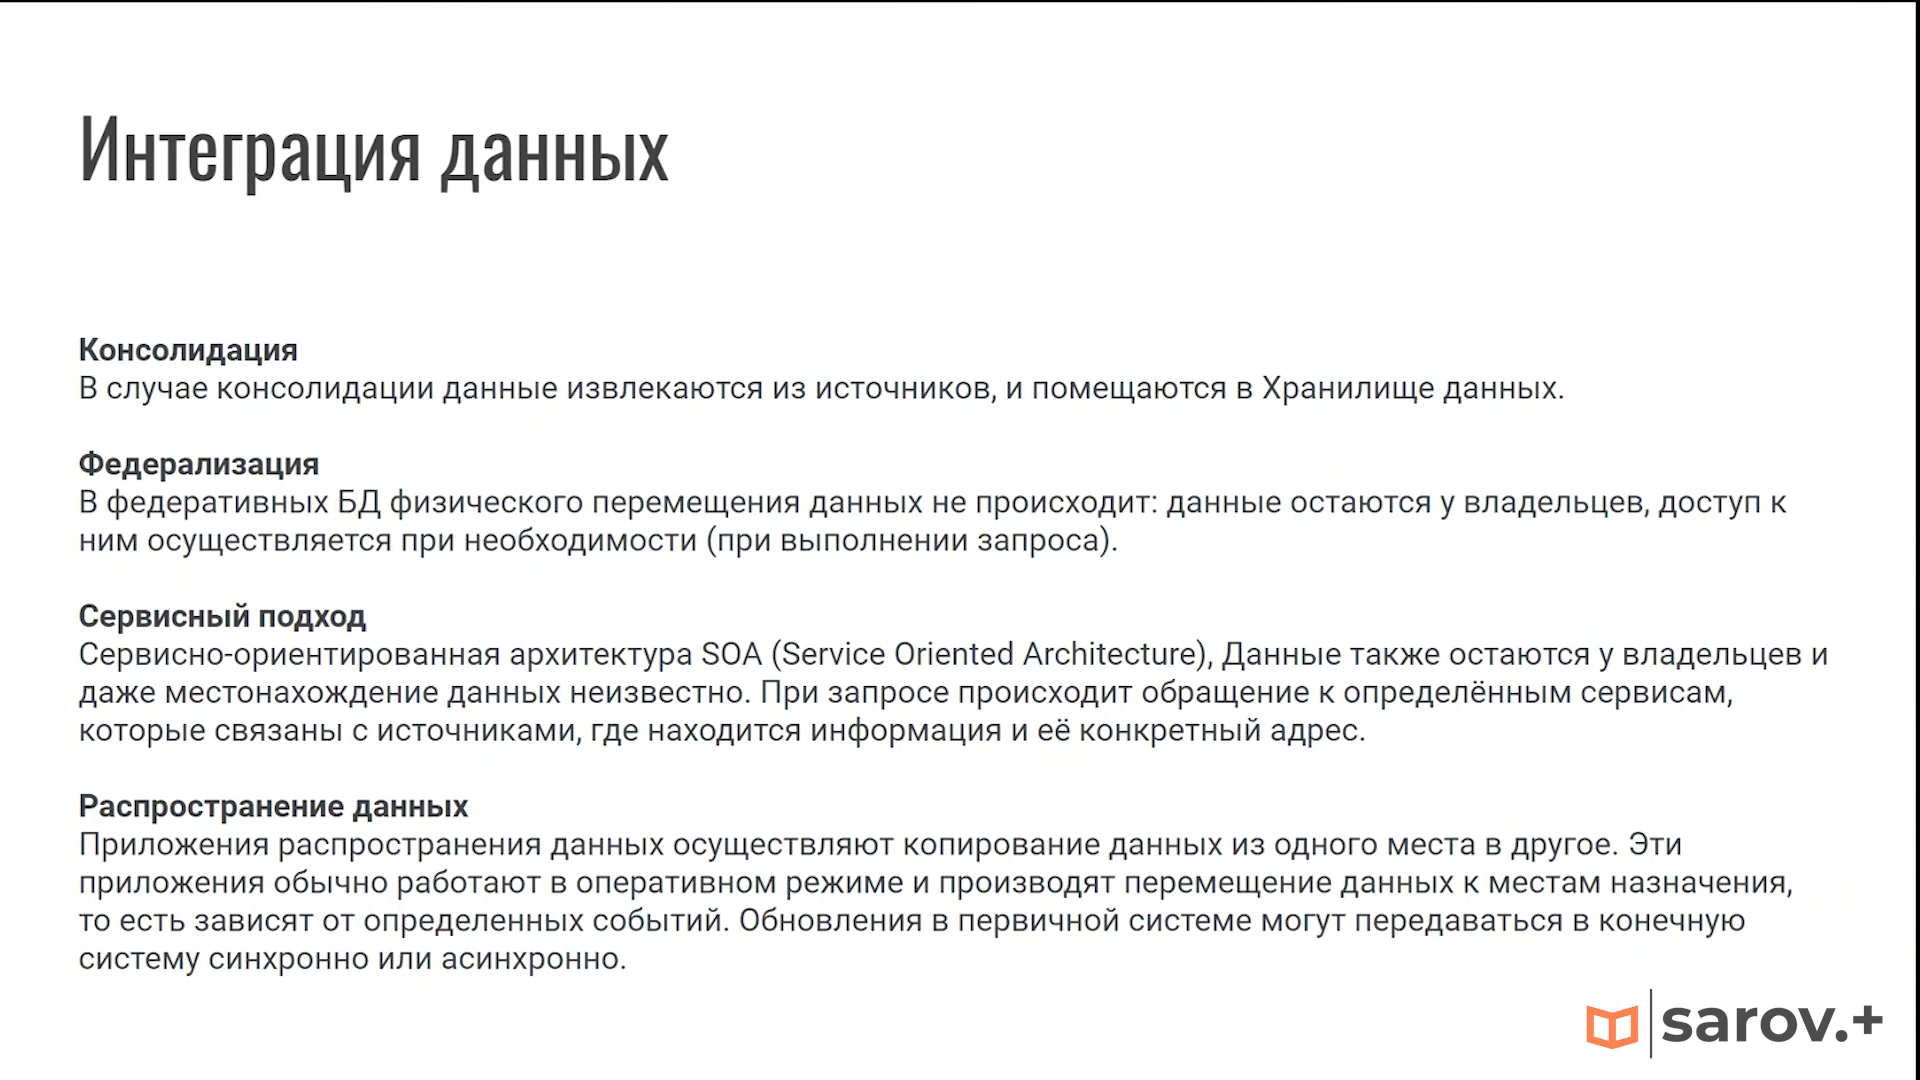 Интеграция данных
Консолидация
В случае консолидации данные извлекаются из источников, и помещаются в Хранилище данных.
Федерализация
В федеративных БД физического перемещения данных не происходит: данные остаются у владельцев, доступ к
ним осуществляется при необходимости (при выполнении запроса).
Сервисный подход
Сервисно-ориентированная архитектура SOA (Service Oriented Architecture), Данные также остаются у владельцев и
даже местонахождение данных неизвестно. При запросе происходит обращение к определённым сервисам,
которые связаны с источниками, где находится информация и её конкретный адрес.
Распространение данных
Приложения распространения данных осуществляют копирование данных из одного места в другое. Эти
приложения обычно работают в оперативном режиме и производят перемещение данных к местам назначения,
то есть зависят от определенных событий. Обновления в первичной системе могут передаваться в конечную
систему синхронно или асинхронно.
sarov.+